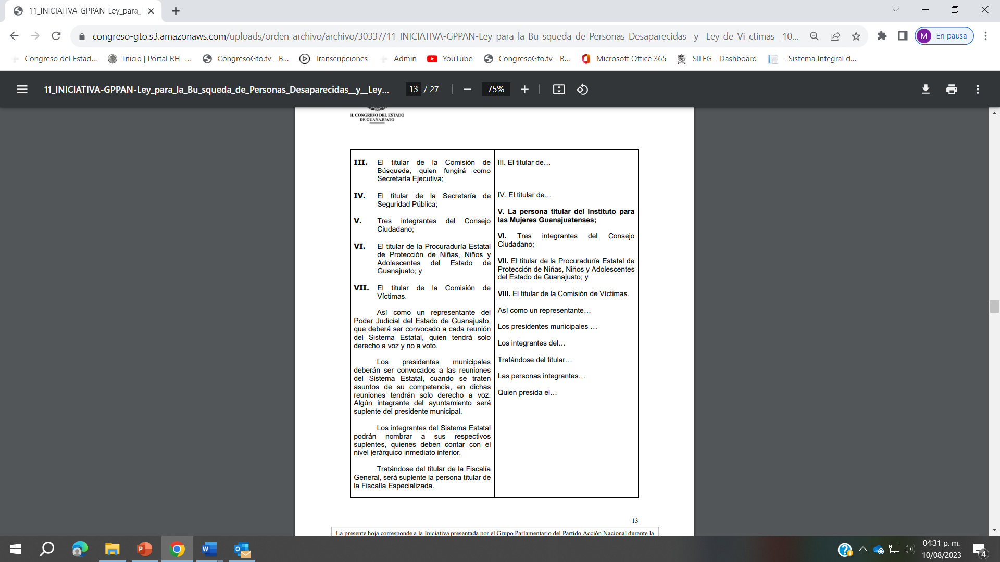 11_INICIATIVA-GPPAN-Ley_para_
congreso-gto.s3.amazonaws.com/uploads/orden_archivo/archivo/30337/11_INICIATIVA-GPPAN-Ley_para_la_Bu_squeda_de_Personas_Desaparecidas__y__Ley_de_Vi_ctimas__10...
M En pausa
Congreso del Estad...
Inicio | Portal RH -...
CongresoGto.tv - B...
Transcripciones
Admin
YouTube
CongresoGto.tv - B...
Microsoft Office 365
SILEG - Dashboard
- Sistema Integral d...
11_INICIATIVA-GPPAN-Ley_para_la_Bu_squeda_de_Personas_Desaparecidas__y__Ley...
13 / 27
75%
H. CONGRESO DEL ESTADO
DE GUANAJUATO
III. El titular de la Comisión de
Búsqueda, quien fungirá como
Secretaría Ejecutiva;
IV. El titular de la Secretaría de
Seguridad Pública;
V. Tres integrantes del Consejo
Ciudadano;
VI. El titular de la Procuraduría Estatal
de Protección de Niñas, Niños y
Adolescentes del Estado de
Guanajuato; y
VII. El titular de la Comisión de
Víctimas.
Así como un representante del
Poder Judicial del Estado de Guanajuato,
que deberá ser convocado a cada reunión
del Sistema Estatal, quien tendrá solo
derecho a voz y no a voto.
Los presidentes municipales
deberán ser convocados a las reuniones
del Sistema Estatal, cuando se traten
asuntos de su competencia, en dichas
reuniones tendrán solo derecho a voz.
Algún integrante del ayuntamiento será
suplente del presidente municipal.
Los integrantes del Sistema Estatal
podrán nombrar a sus respectivos
suplentes, quienes deben contar con el
nivel jerárquico inmediato inferior.
Tratándose del titular de la Fiscalía
General, será suplente la persona titular de
la Fiscalía Especializada.
III. El titular de…
IV. El titular de…
V. La persona titular del Instituto para
las Mujeres Guanajuatenses;
VI. Tres integrantes del Consejo
Ciudadano;
VII. El titular de la Procuraduría Estatal de
Protección de Niñas, Niños y Adolescentes
del Estado de Guanajuato; y
VIII. El titular de la Comisión de Víctimas.
Así como un representante…
Los presidentes municipales …
Los integrantes del…
Tratándose del titular…
Las personas integrantes…
Quien presida el…
13
La presente hoja corresponde a la Iniciativa presentada por el Grupo Parlamentario del Partido Acción Nacional durante la
04:31 p. m.
10/08/2023
4